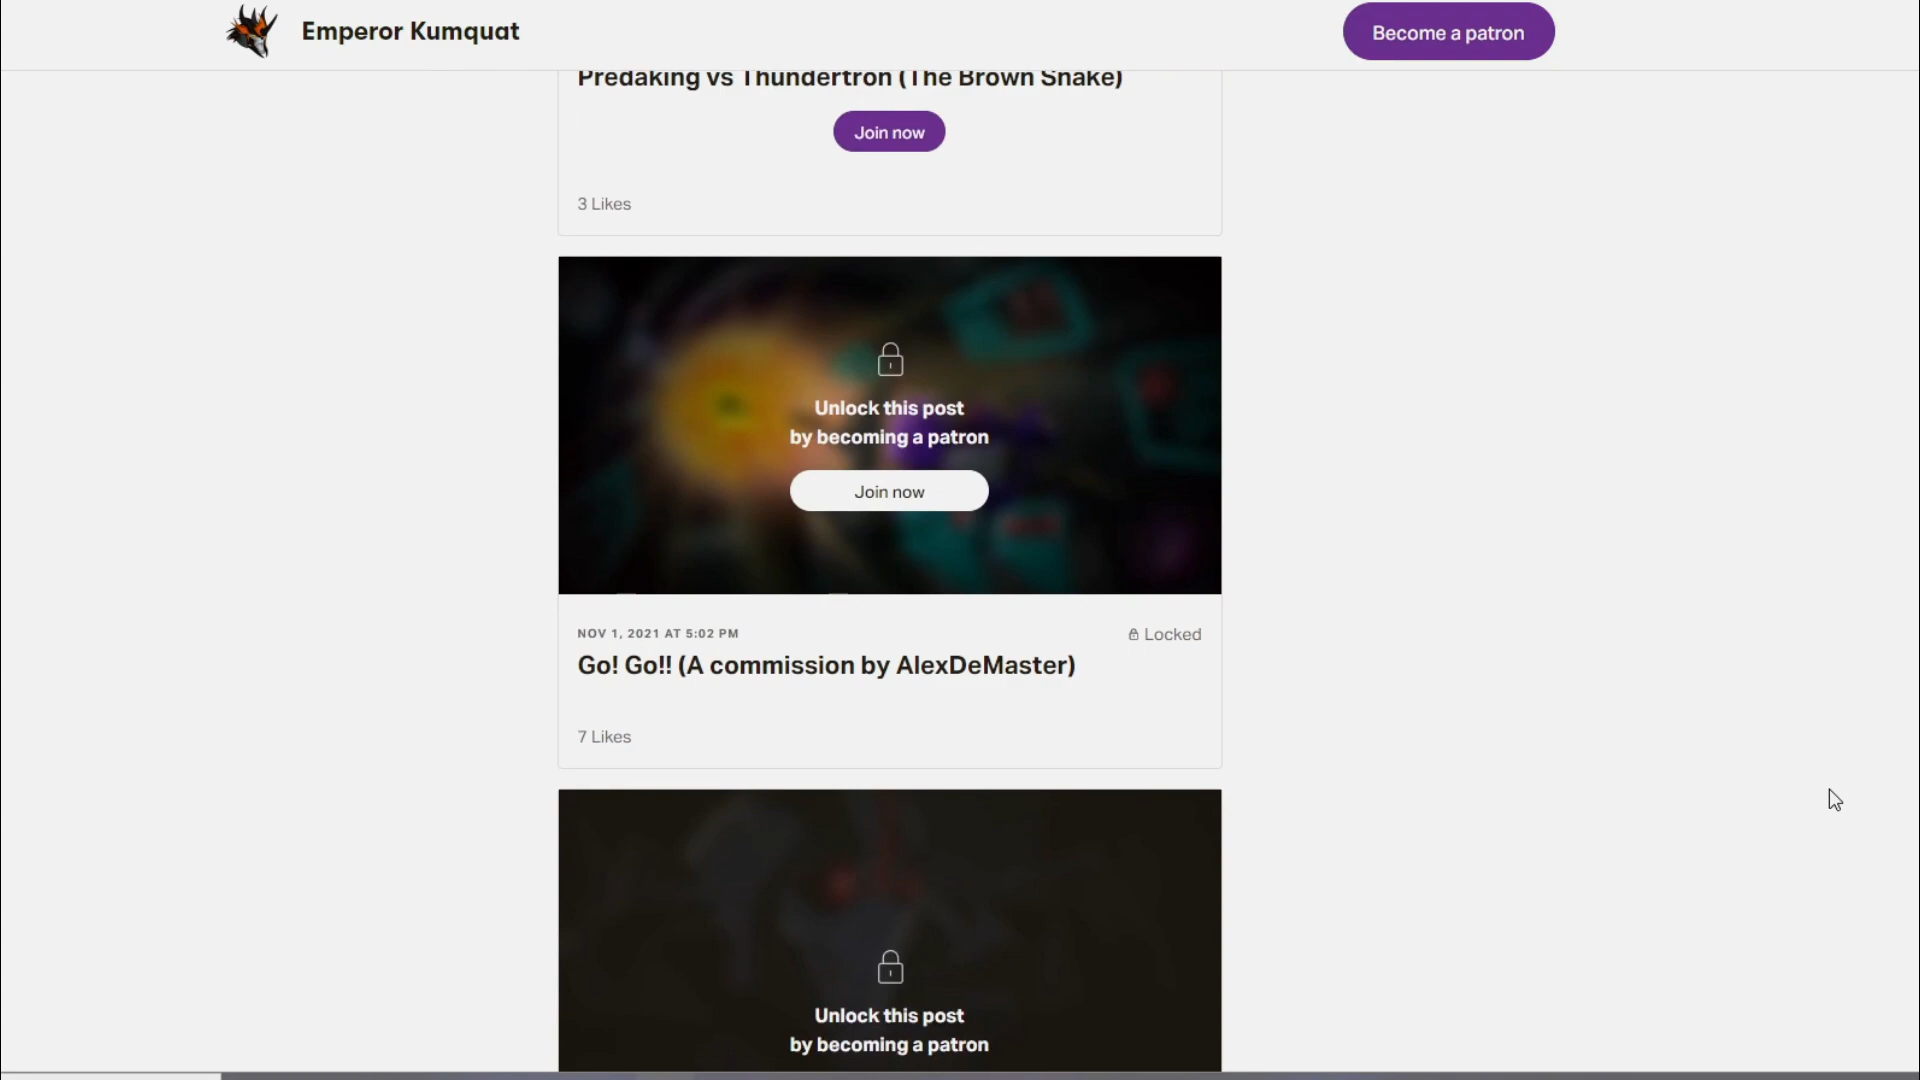 Emperor Kumquat
Become a patron
Predaking vs Thundertron (The Brown Snake)
Join now
3 Likes
Unlock this post
by becoming a patron
Join now
NOV 1, 2021 AT 5:02 PM
Locked
Go! Go!! (A commission by AlexDeMaster)
7 Likes
Unlock this post
by becoming a patron